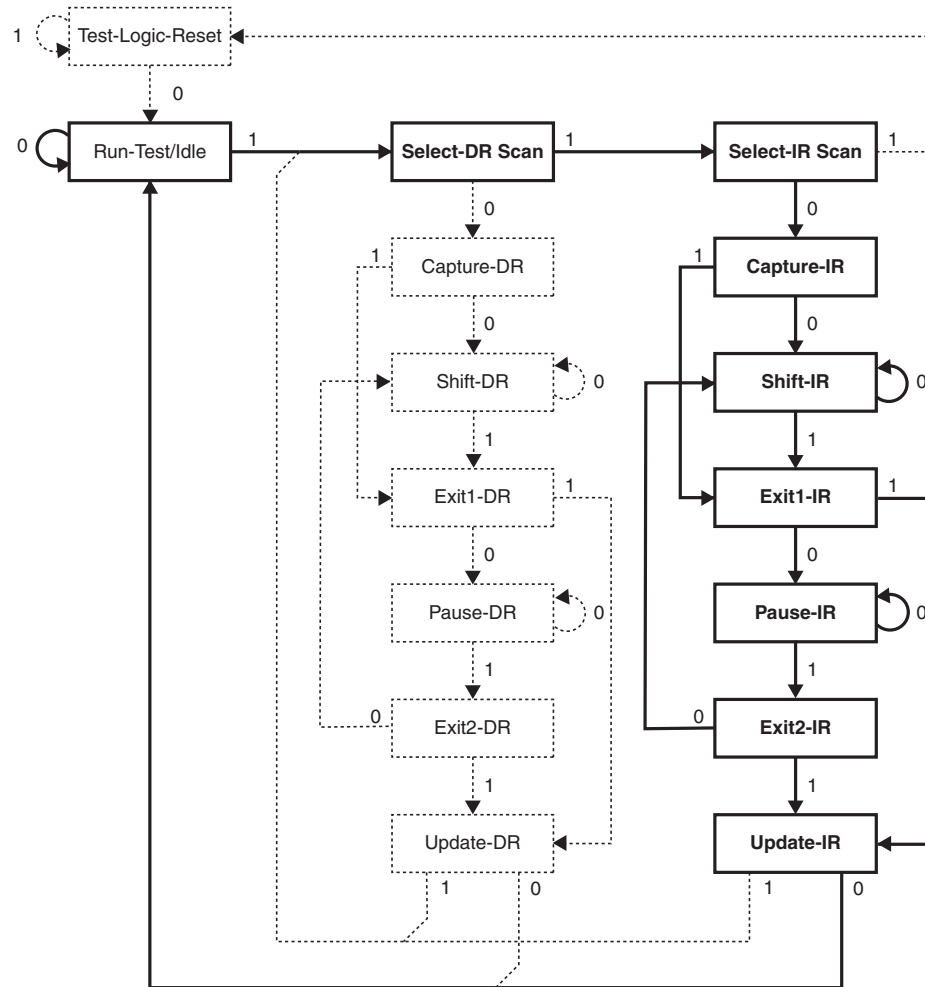 1 Test-Logic-Reset
0
0 Run-Test/Idle 1 Select-DR Scan 1 Select-IR Scan 1
0 0
1 Capture-DR 1 Capture-IR
0 0
Shift-DR 0 Shift-IR 0
1 1
Exit1-DR 1 Exit1-IR 1
0 0
Pause-DR 0 Pause-IR 0
1 1
0 Exit2-DR 0 Exit2-IR
1 1
Update-DR Update-IR
1 0 1 0